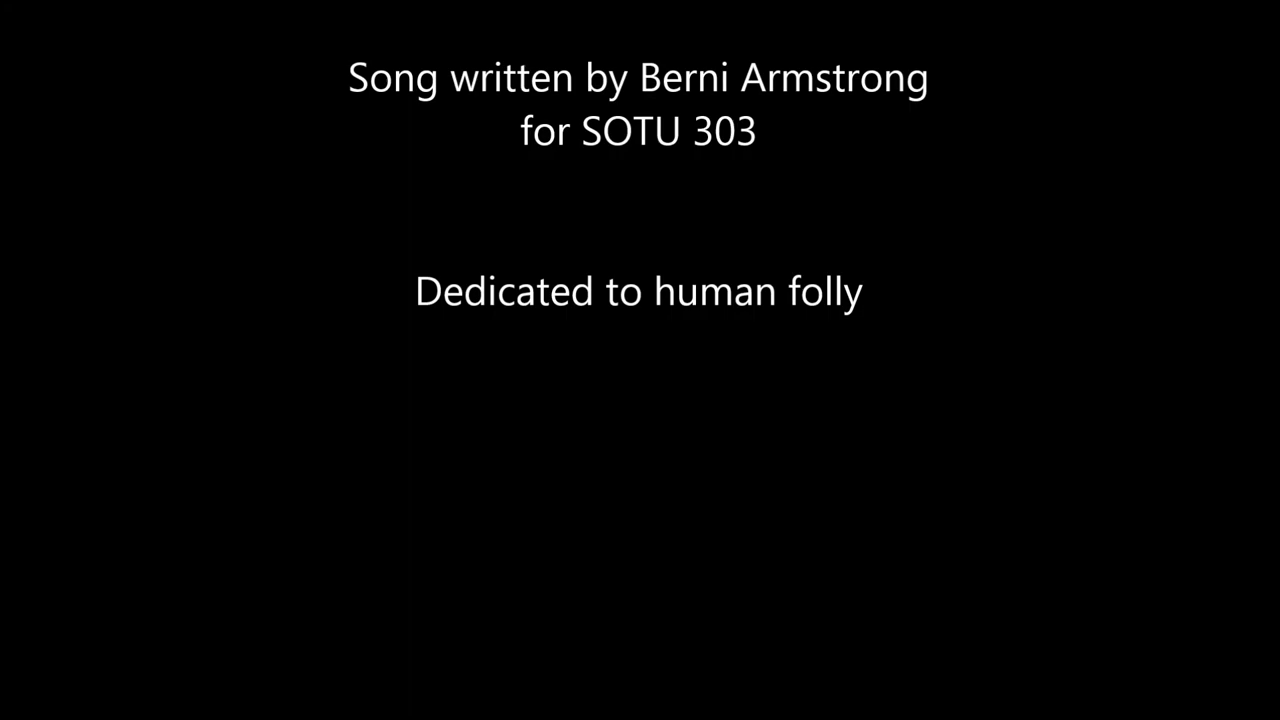 Song written by Berni Armstrong
for SOTU 303
Dedicated to human folly